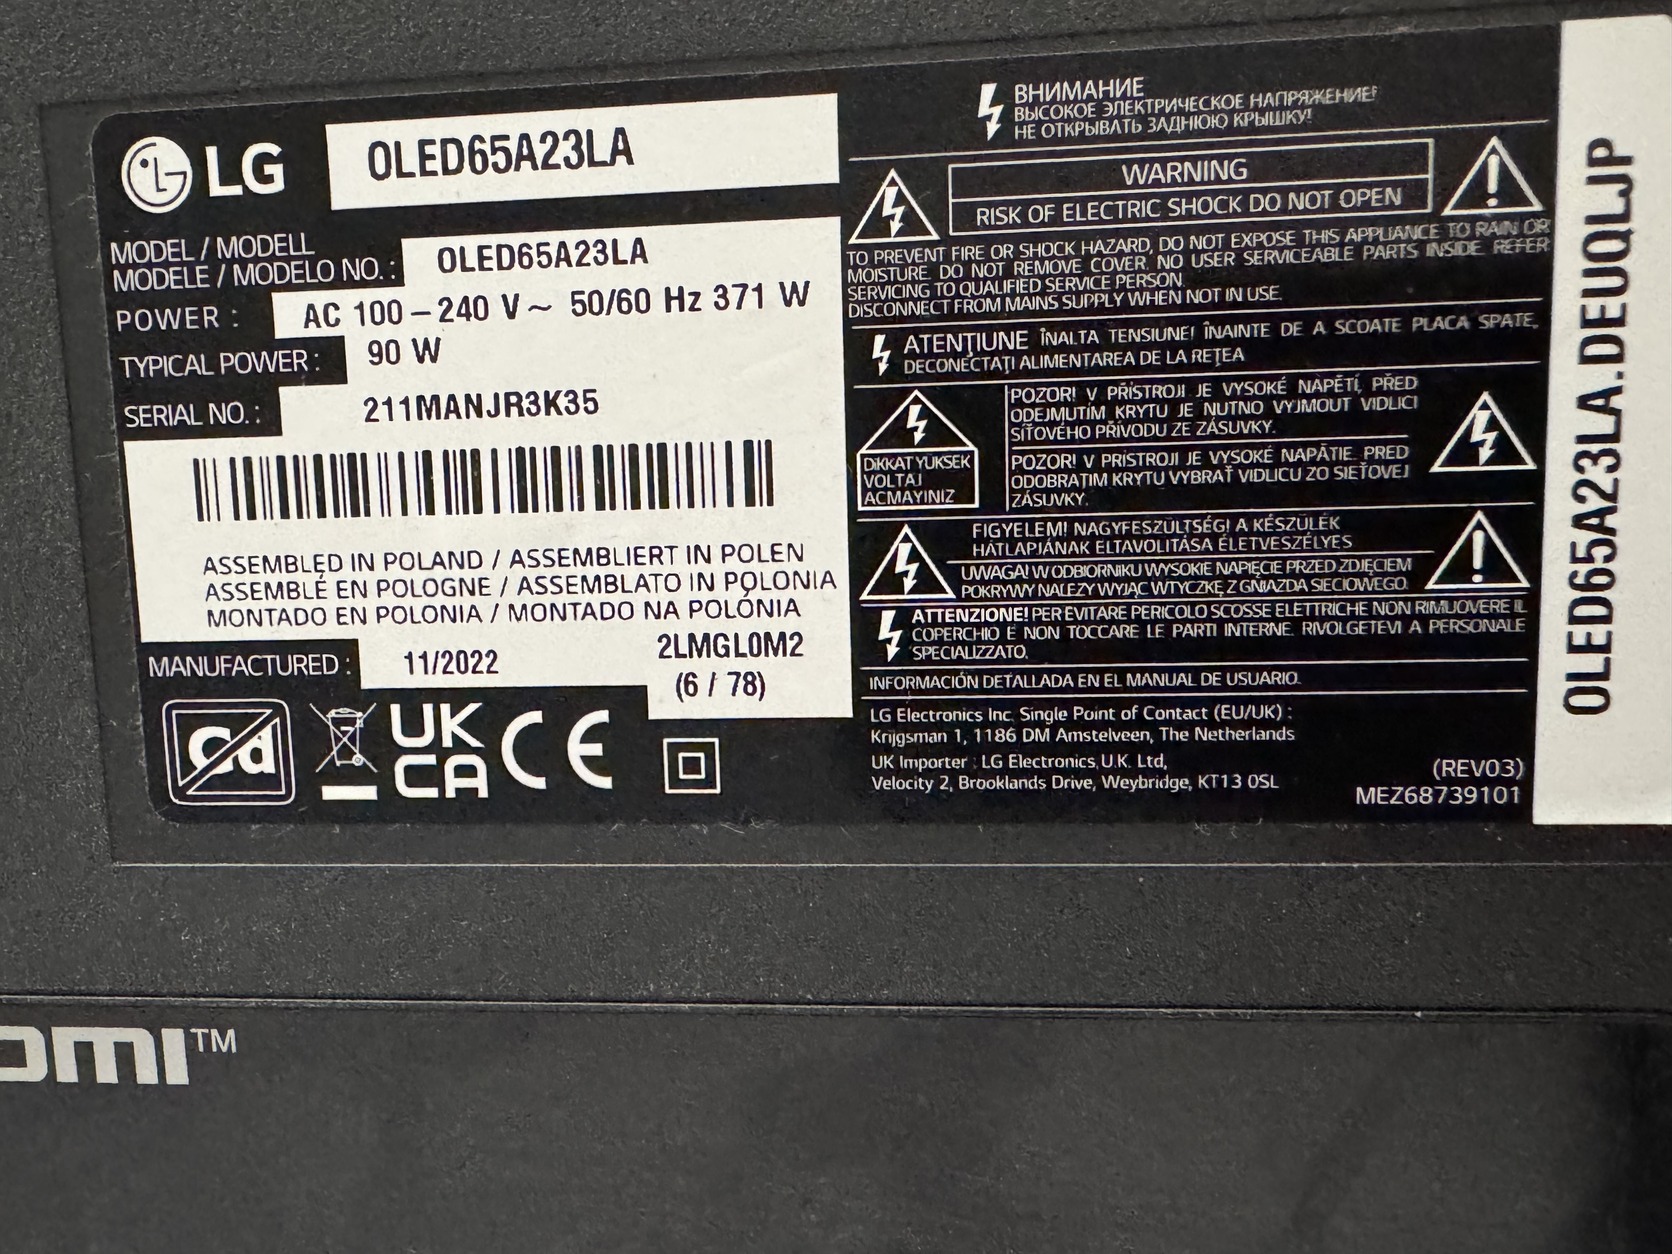 LG
OLED65A23LA
MODEL / MODELL
MODELE / MODELO NO. :
OLED65A23LA
POWER :
AC 100 – 240 V ~ 50/60 Hz 371 W
TYPICAL POWER :
90 W
SERIAL NO. :
211MANJR3K35
ASSEMBLED IN POLAND / ASSEMBLIERT IN POLEN
ASSEMBLÉ EN POLOGNE / ASSEMBLATO IN POLONIA
MONTADO EN POLONIA / MONTADO NA POLÓNIA
MANUFACTURED :
11/2022
2LMGL0M2
(6 / 78)
Cd
UK
CA
CE
ВНИМАНИЕ
ВЫСОКОЕ ЭЛЕКТРИЧЕСКОЕ НАПРЯЖЕНИЕ!
НЕ ОТКРЫВАТЬ ЗАДНЮЮ КРЫШКУ!
WARNING
RISK OF ELECTRIC SHOCK DO NOT OPEN
TO PREVENT FIRE OR SHOCK HAZARD, DO NOT EXPOSE THIS APPLIANCE TO RAIN OR
MOISTURE. DO NOT REMOVE COVER. NO USER SERVICEABLE PARTS INSIDE. REFER
SERVICING TO QUALIFIED SERVICE PERSON.
DISCONNECT FROM MAINS SUPPLY WHEN NOT IN USE.
ATENŢIUNE ÎNALTA TENSIUNE! ÎNAINTE DE A SCOATE PLACA SPATE,
DECONECTAŢI ALIMENTAREA DE LA REŢEA
DİKKAT YUKSEK
VOLTAJ
ACMAYINIZ
POZOR! V PŘÍSTROJI JE VYSOKÉ NAPĚTÍ, PŘED
ODEJMUTÍM KRYTU JE NUTNO VYJMOUT VIDLICI
SÍŤOVÉHO PŘÍVODU ZE ZÁSUVKY.
POZOR! V PRÍSTROJI JE VYSOKÉ NAPÄTIE. PRED
ODOBRATIM KRYTU VYBRAŤ VIDLICU ZO SIEŤOVEJ
ZÁSUVKY.
FIGYELEM! NAGYFESZÜLTSÉG! A KÉSZÜLÉK
HÁTLAPJÁNAK ELTAVOLITÁSA ÉLETVESZÉLYES
UWAGA! W ODBIORNIKU WYSOKIE NAPIĘCIE PRZED ZDJĘCIEM
POKRYWY NALEŻY WYJĄC WTYCZKĘ Z GNIAZDA SIECIOWEGO.
ATTENZIONE! PER EVITARE PERICOLO SCOSSE ELETTRICHE NON RIMUOVERE IL
COPERCHIO E NON TOCCARE LE PARTI INTERNE. RIVOLGETEVI A PERSONALE
SPECIALIZZATO.
INFORMACIÓN DETALLADA EN EL MANUAL DE USUARIO.
LG Electronics Inc. Single Point of Contact (EU/UK) :
Krijgsman 1, 1186 DM Amstelveen, The Netherlands
UK Importer : LG Electronics U.K. Ltd,
Velocity 2, Brooklands Drive, Weybridge, KT13 0SL
(REV03)
MEZ68739101
OLED65A23LA.DEUQLJP
DMI™